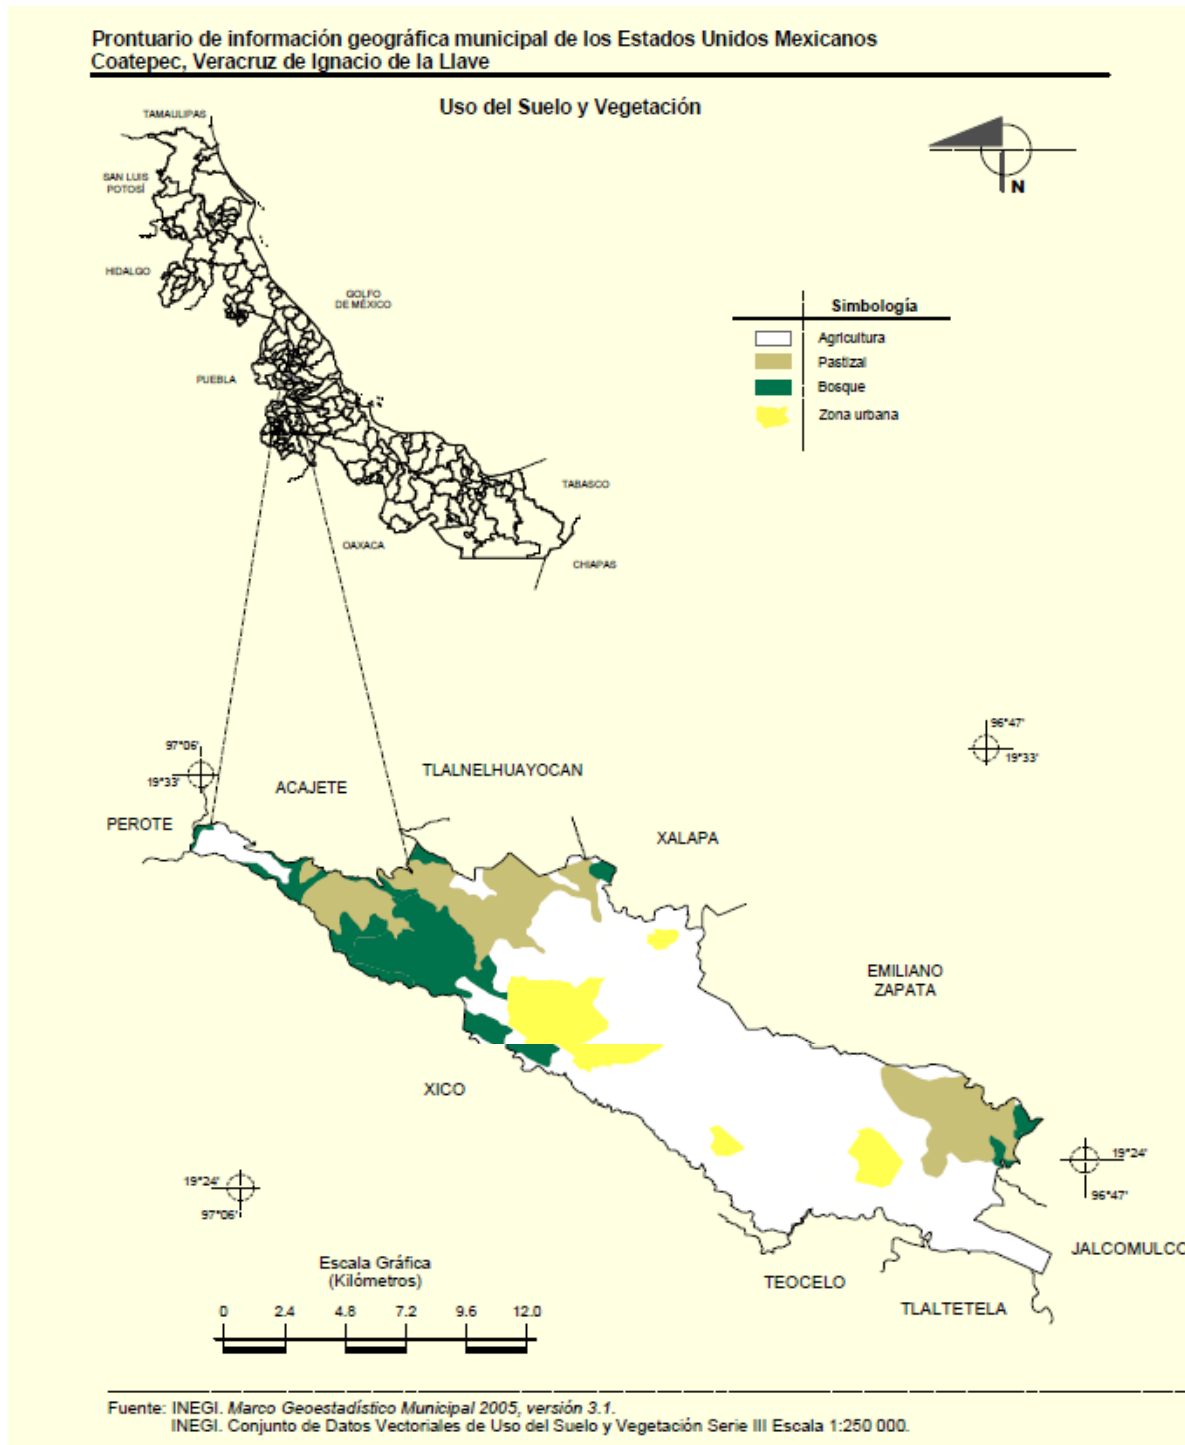 Prontuario de información geográfica municipal de los Estados Unidos Mexicanos
Coatepec, Veracruz de Ignacio de la Llave
Uso del Suelo y Vegetación
TAMAULIPAS
SAN LUIS
POTOSÍ
HIDALGO
GOLFO
DE MÉXICO
PUEBLA
TABASCO
OAXACA
CHIAPAS
N
Simbología
Agricultura
Pastizal
Bosque
Zona urbana
97°06'
19°33'
96°47'
19°33'
ACAJETE
TLALNELHUAYOCAN
PEROTE
XALAPA
EMILIANO
ZAPATA
XICO
19°24'
97°06'
19°24'
96°47'
JALCOMULCO
TEOCELO
TLALTETELA
Escala Gráfica
(Kilómetros)
0 2.4 4.8 7.2 9.6 12.0
Fuente: INEGI. Marco Geoestadístico Municipal 2005, versión 3.1.
INEGI. Conjunto de Datos Vectoriales de Uso del Suelo y Vegetación Serie III Escala 1:250 000.